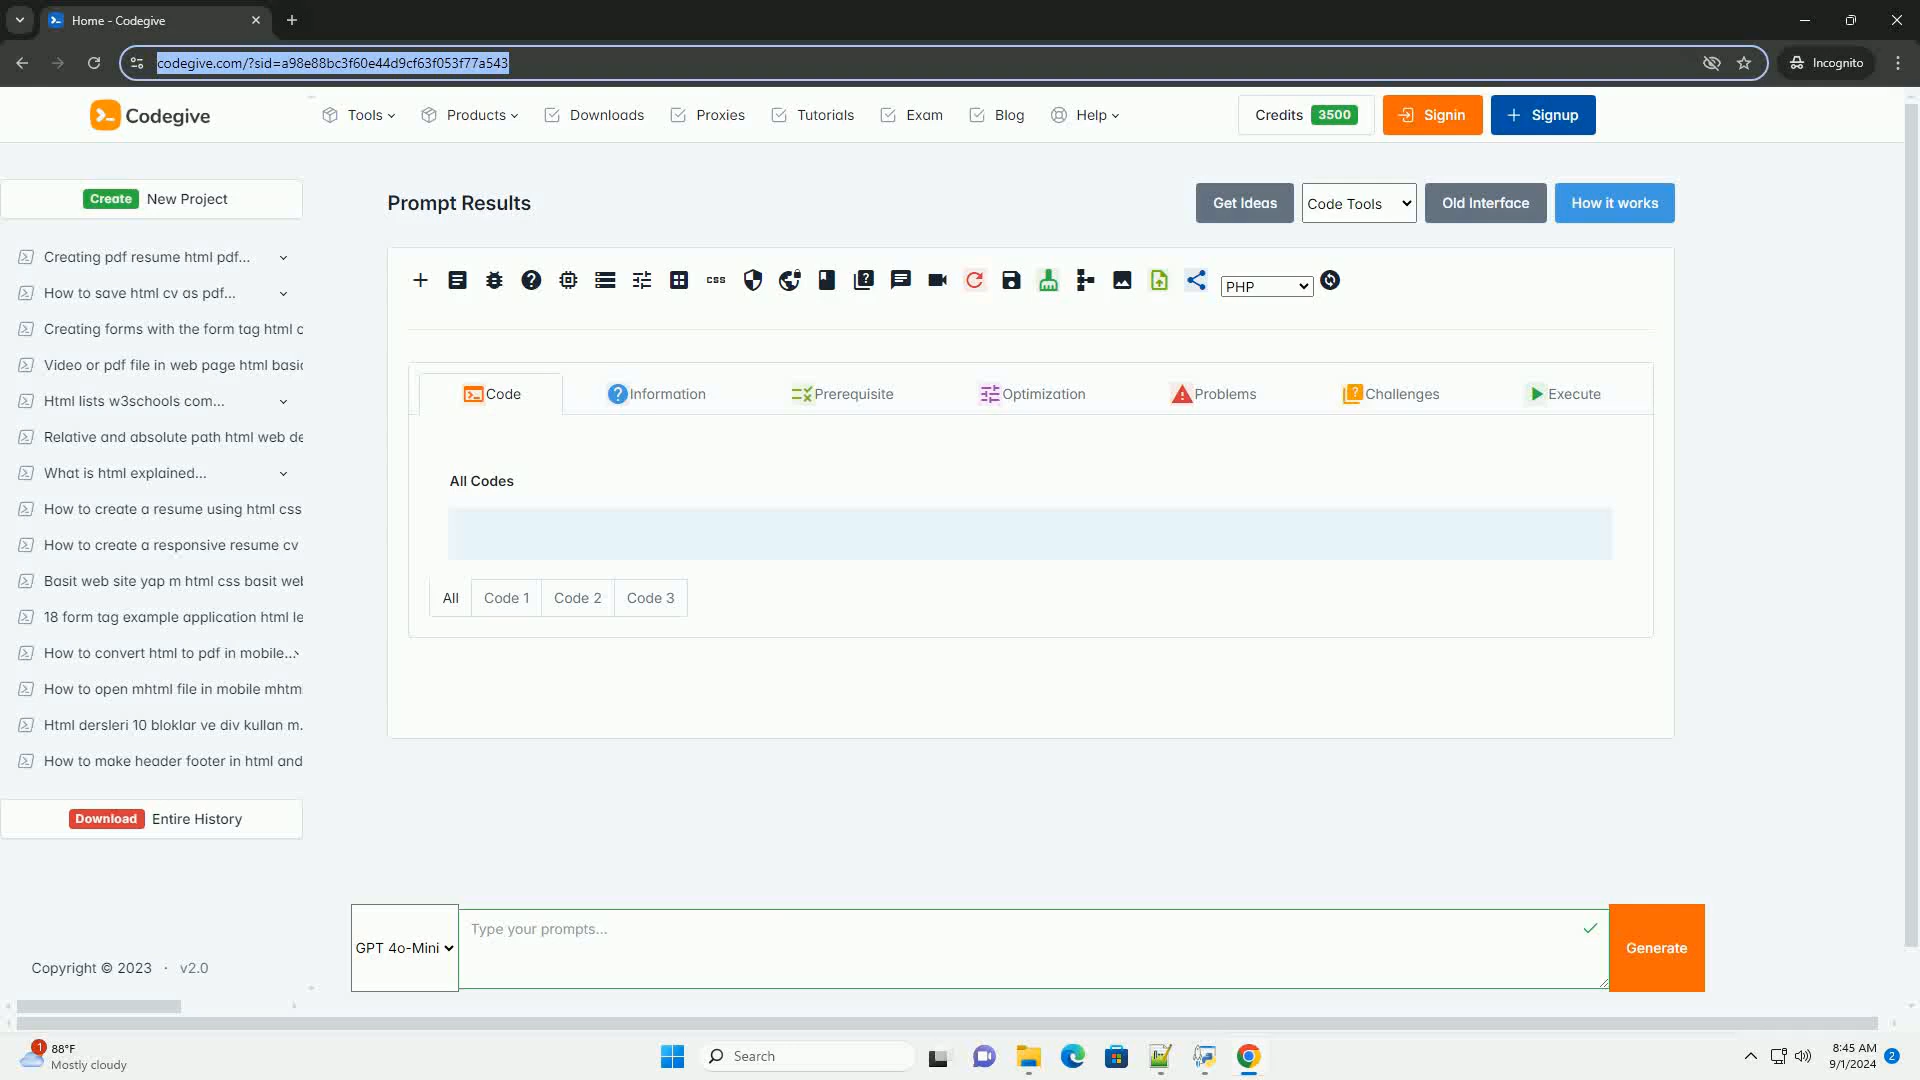 Home - Codegive
codegive.com/?sid=a98e88bc3f60e44d9cf63f053f77a543
Incognito
Codegive
Tools
Products
Downloads
Proxies
Tutorials
Exam
Blog
Help
Credits 3500
Signin
Signup
Create New Project
Creating pdf resume html pdf...
How to save html cv as pdf...
Creating forms with the form tag html c
Video or pdf file in web page html basic
Html lists w3schools com...
Relative and absolute path html web de
What is html explained...
How to create a resume using html css
How to create a responsive resume cv
Basit web site yap m html css basit web
18 form tag example application html le
How to convert html to pdf in mobile...
How to open mhtml file in mobile mhtm
Html dersleri 10 bloklar ve div kullan m.
How to make header footer in html and
Download Entire History
Copyright © 2023 · v2.0
Prompt Results
Get Ideas
Code Tools
Old Interface
How it works
css
PHP
Code
Information
Prerequisite
Optimization
Problems
Challenges
Execute
All Codes
All
Code 1
Code 2
Code 3
GPT 4o-Mini
Type your prompts...
Generate
1
88°F
Mostly cloudy
Search
8:45 AM
9/1/2024
2